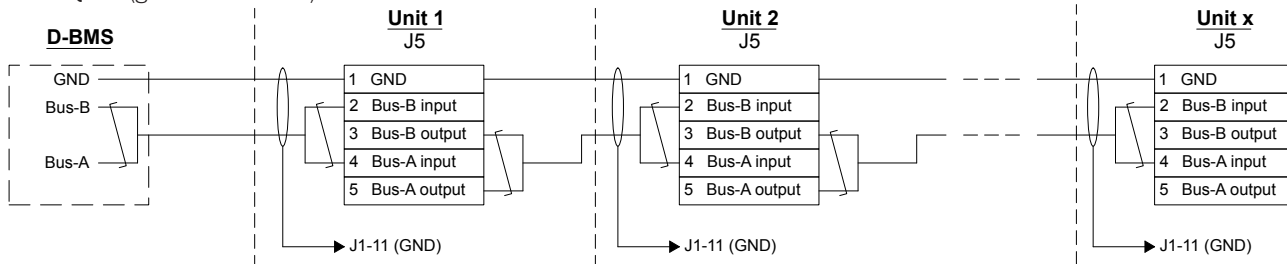 D-BMS
GND
Bus-B
Bus-A
Unit 1
J5
1 GND
2 Bus-B input
3 Bus-B output
4 Bus-A input
5 Bus-A output
J1-11 (GND)
Unit 2
J5
1 GND
2 Bus-B input
3 Bus-B output
4 Bus-A input
5 Bus-A output
J1-11 (GND)
Unit x
J5
1 GND
2 Bus-B input
3 Bus-B output
4 Bus-A input
5 Bus-A output
J1-11 (GND)